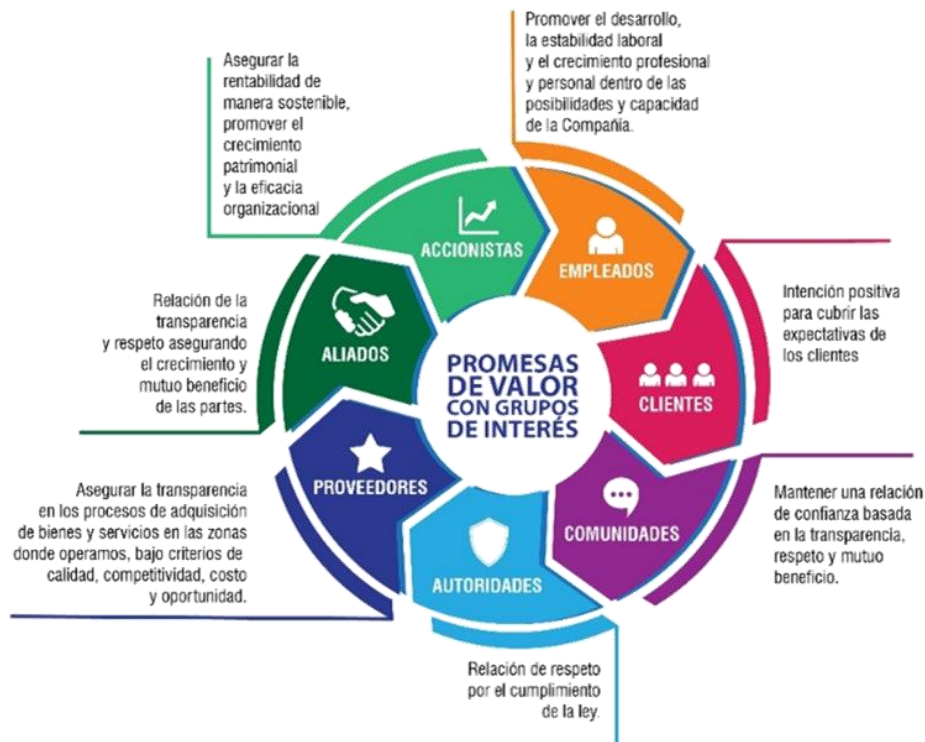 Promover el desarrollo,
la estabilidad laboral
y el crecimiento profesional
y personal dentro de las
posibilidades y capacidad
de la Compañía.
Asegurar la
rentabilidad de
manera sostenible,
promover el
crecimiento
patrimonial
y la eficacia
organizacional
ACCIONISTAS
EMPLEADOS
Intención positiva
para cubrir las
expectativas de
los clientes
CLIENTES
Relación de la
transparencia
y respeto asegurando
el crecimiento y
mutuo beneficio
de las partes.
ALIADOS
PROMESAS
DE VALOR
CON GRUPOS
DE INTERÉS
PROVEEDORES
Asegurar la transparencia
en los procesos de adquisición
de bienes y servicios en las zonas
donde operamos, bajo criterios de
calidad, competitividad, costo
y oportunidad.
COMUNIDADES
Mantener una relación
de confianza basada
en la transparencia,
respeto y mutuo
beneficio.
AUTORIDADES
Relación de respeto
por el cumplimiento
de la ley.